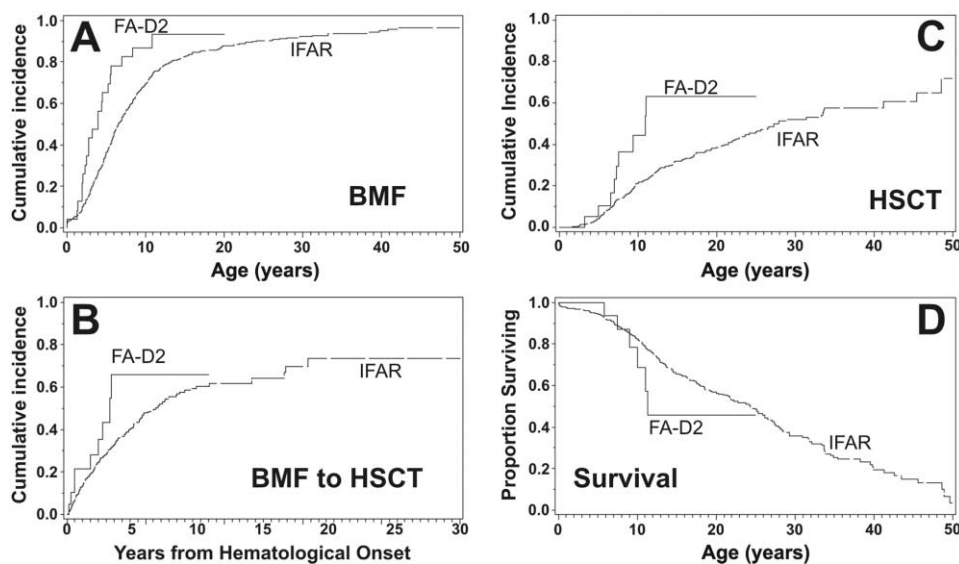 A
Cumulative incidence
1.0
0.8
0.6
0.4
0.2
0.0
FA-D2
IFAR
BMF
0 10 20 30 40 50
Age (years)
C
Cumulative Incidence
1.0
0.8
0.6
0.4
0.2
0.0
FA-D2
IFAR
HSCT
0 10 20 30 40 50
Age (years)
B
Cumulative incidence
1.0
0.8
0.6
0.4
0.2
0.0
FA-D2
IFAR
BMF to HSCT
0 5 10 15 20 25 30
Years from Hematological Onset
D
Proportion Surviving
1.0
0.8
0.6
0.4
0.2
0.0
FA-D2
IFAR
Survival
0 10 20 30 40 50
Age (years)